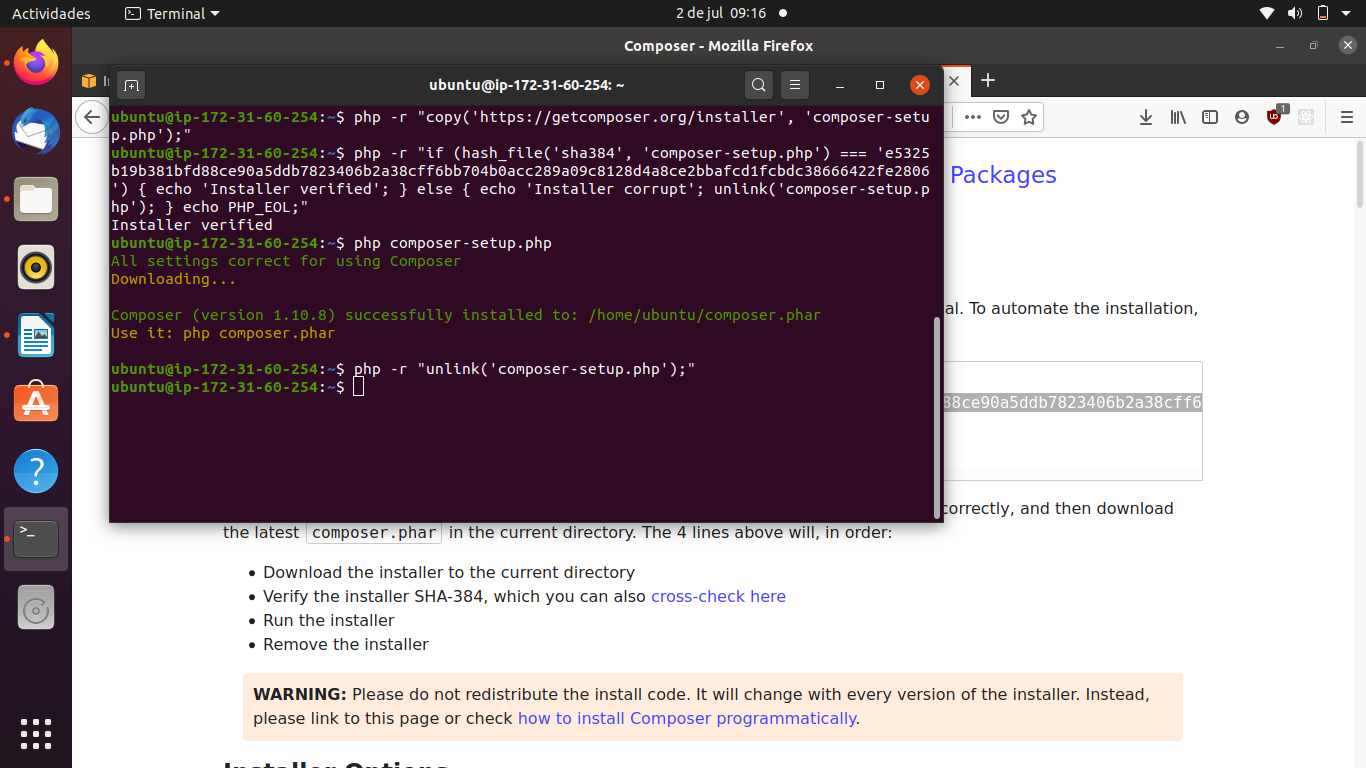 Actividades
Terminal
2 de jul 09:16
Composer - Mozilla Firefox
ubuntu@ip-172-31-60-254: ~
1
ubuntu@ip-172-31-60-254:~$ php -r "copy('https://getcomposer.org/installer', 'composer-setu
p.php');"
ubuntu@ip-172-31-60-254:~$ php -r "if (hash_file('sha384', 'composer-setup.php') === 'e5325
b19b381bfd88ce90a5ddb7823406b2a38cff6bb704b0acc289a09c8128d4a8ce2bbafcd1fcbdc38666422fe2806
') { echo 'Installer verified'; } else { echo 'Installer corrupt'; unlink('composer-setup.p
hp'); } echo PHP_EOL;"
Installer verified
ubuntu@ip-172-31-60-254:~$ php composer-setup.php
All settings correct for using Composer
Downloading...
Composer (version 1.10.8) successfully installed to: /home/ubuntu/composer.phar
Use it: php composer.phar
ubuntu@ip-172-31-60-254:~$ php -r "unlink('composer-setup.php');"
ubuntu@ip-172-31-60-254:~$
Packages
al. To automate the installation,
88ce90a5ddb7823406b2a38cff6
correctly, and then download
the latest composer.phar in the current directory. The 4 lines above will, in order:
• Download the installer to the current directory
• Verify the installer SHA-384, which you can also cross-check here
• Run the installer
• Remove the installer
WARNING: Please do not redistribute the install code. It will change with every version of the installer. Instead,
please link to this page or check how to install Composer programmatically.
Installer Options